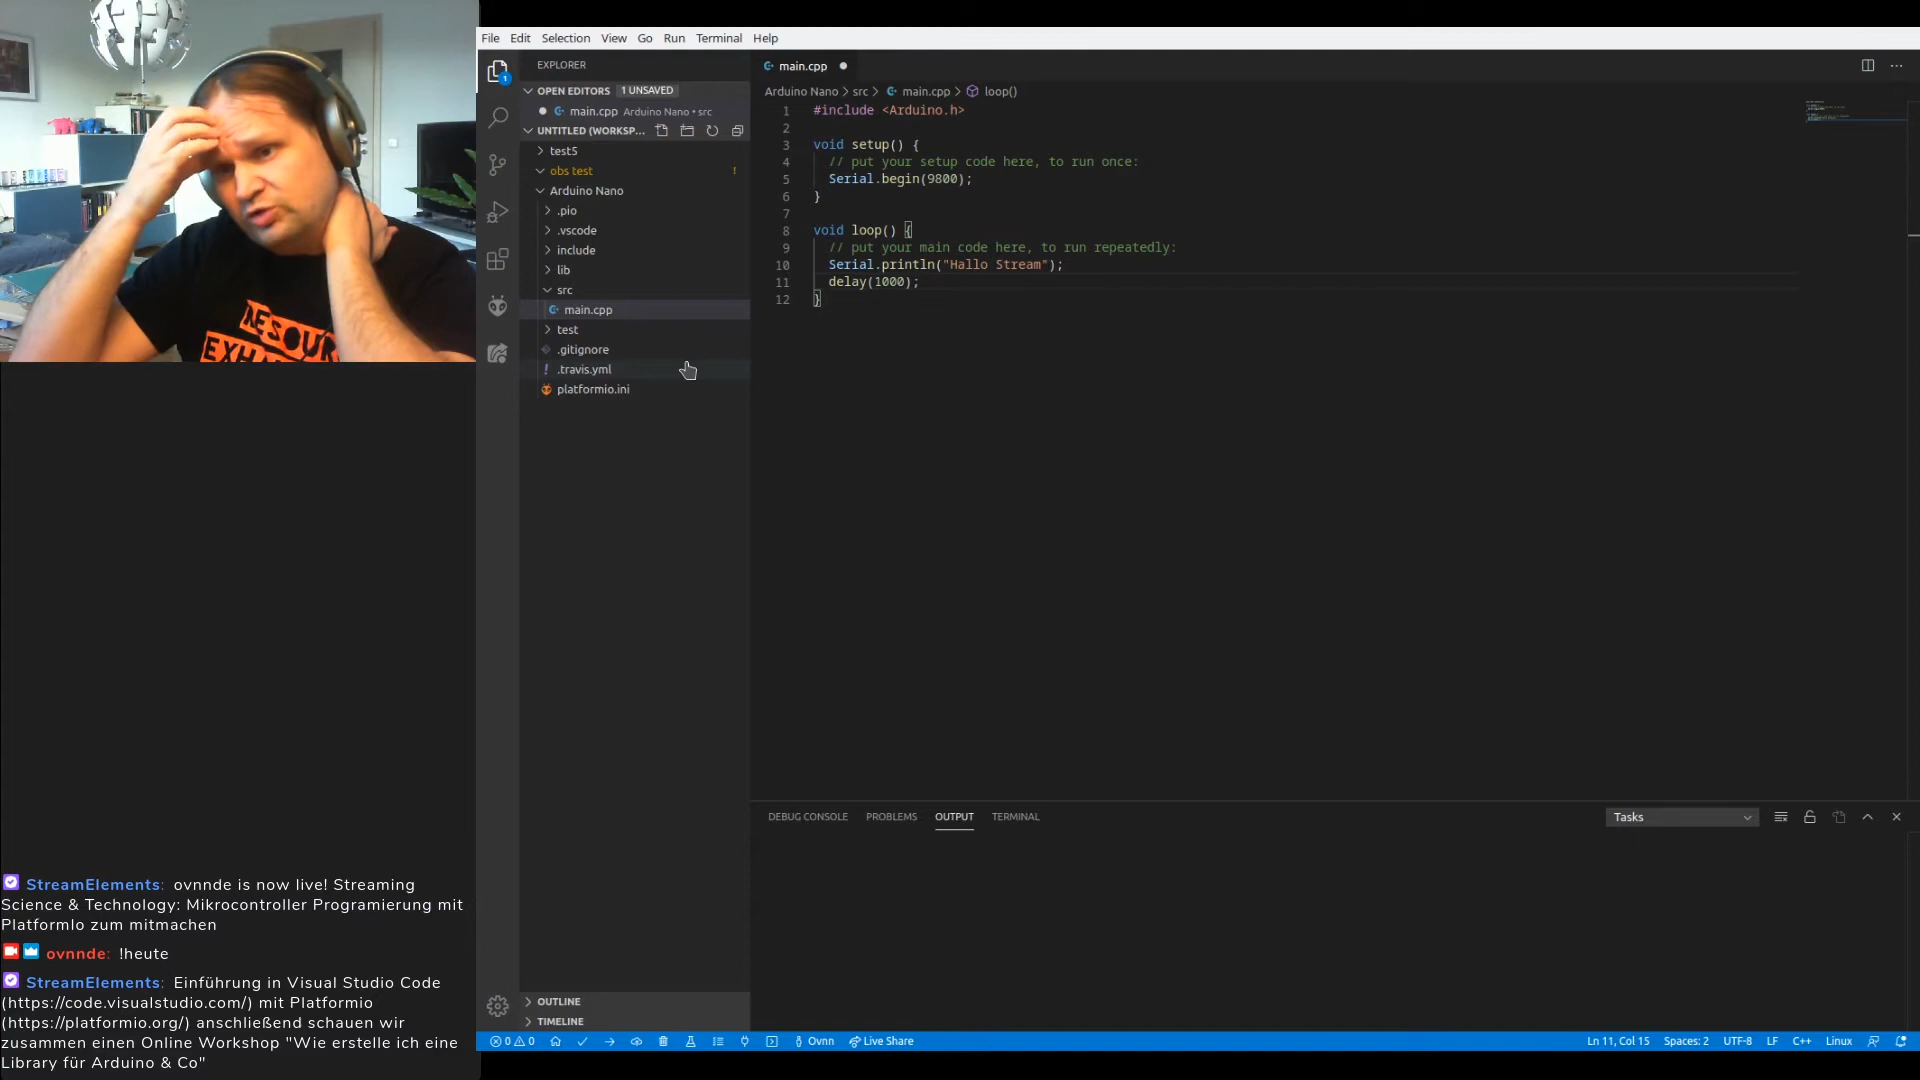 File Edit Selection View Go Run Terminal Help
EXPLORER
OPEN EDITORS 1 UNSAVED
main.cpp Arduino Nano • src
UNTITLED (WORKSP...
test5
obs test !
Arduino Nano
.pio
.vscode
include
lib
src
main.cpp
test
.gitignore
! .travis.yml
platformio.ini
OUTLINE
TIMELINE
main.cpp
Arduino Nano > src > main.cpp > loop()
1 #include <Arduino.h>
2
3 void setup() {
4 // put your setup code here, to run once:
5 Serial.begin(9800);
6 }
7
8 void loop() {
9 // put your main code here, to run repeatedly:
10 Serial.println("Hallo Stream");
11 delay(1000);
12 }
DEBUG CONSOLE PROBLEMS OUTPUT TERMINAL
Tasks
0 0 Ovnn Live Share Ln 11, Col 15 Spaces: 2 UTF-8 LF C++ Linux
1
RESOU
EXHA
StreamElements: ovnnde is now live! Streaming
Science & Technology: Mikrocontroller Programierung mit
PlatformIo zum mitmachen
ovnnde: !heute
StreamElements: Einführung in Visual Studio Code
(https://code.visualstudio.com/) mit Platformio
(https://platformio.org/) anschließend schauen wir
zusammen einen Online Workshop "Wie erstelle ich eine
Library für Arduino & Co"